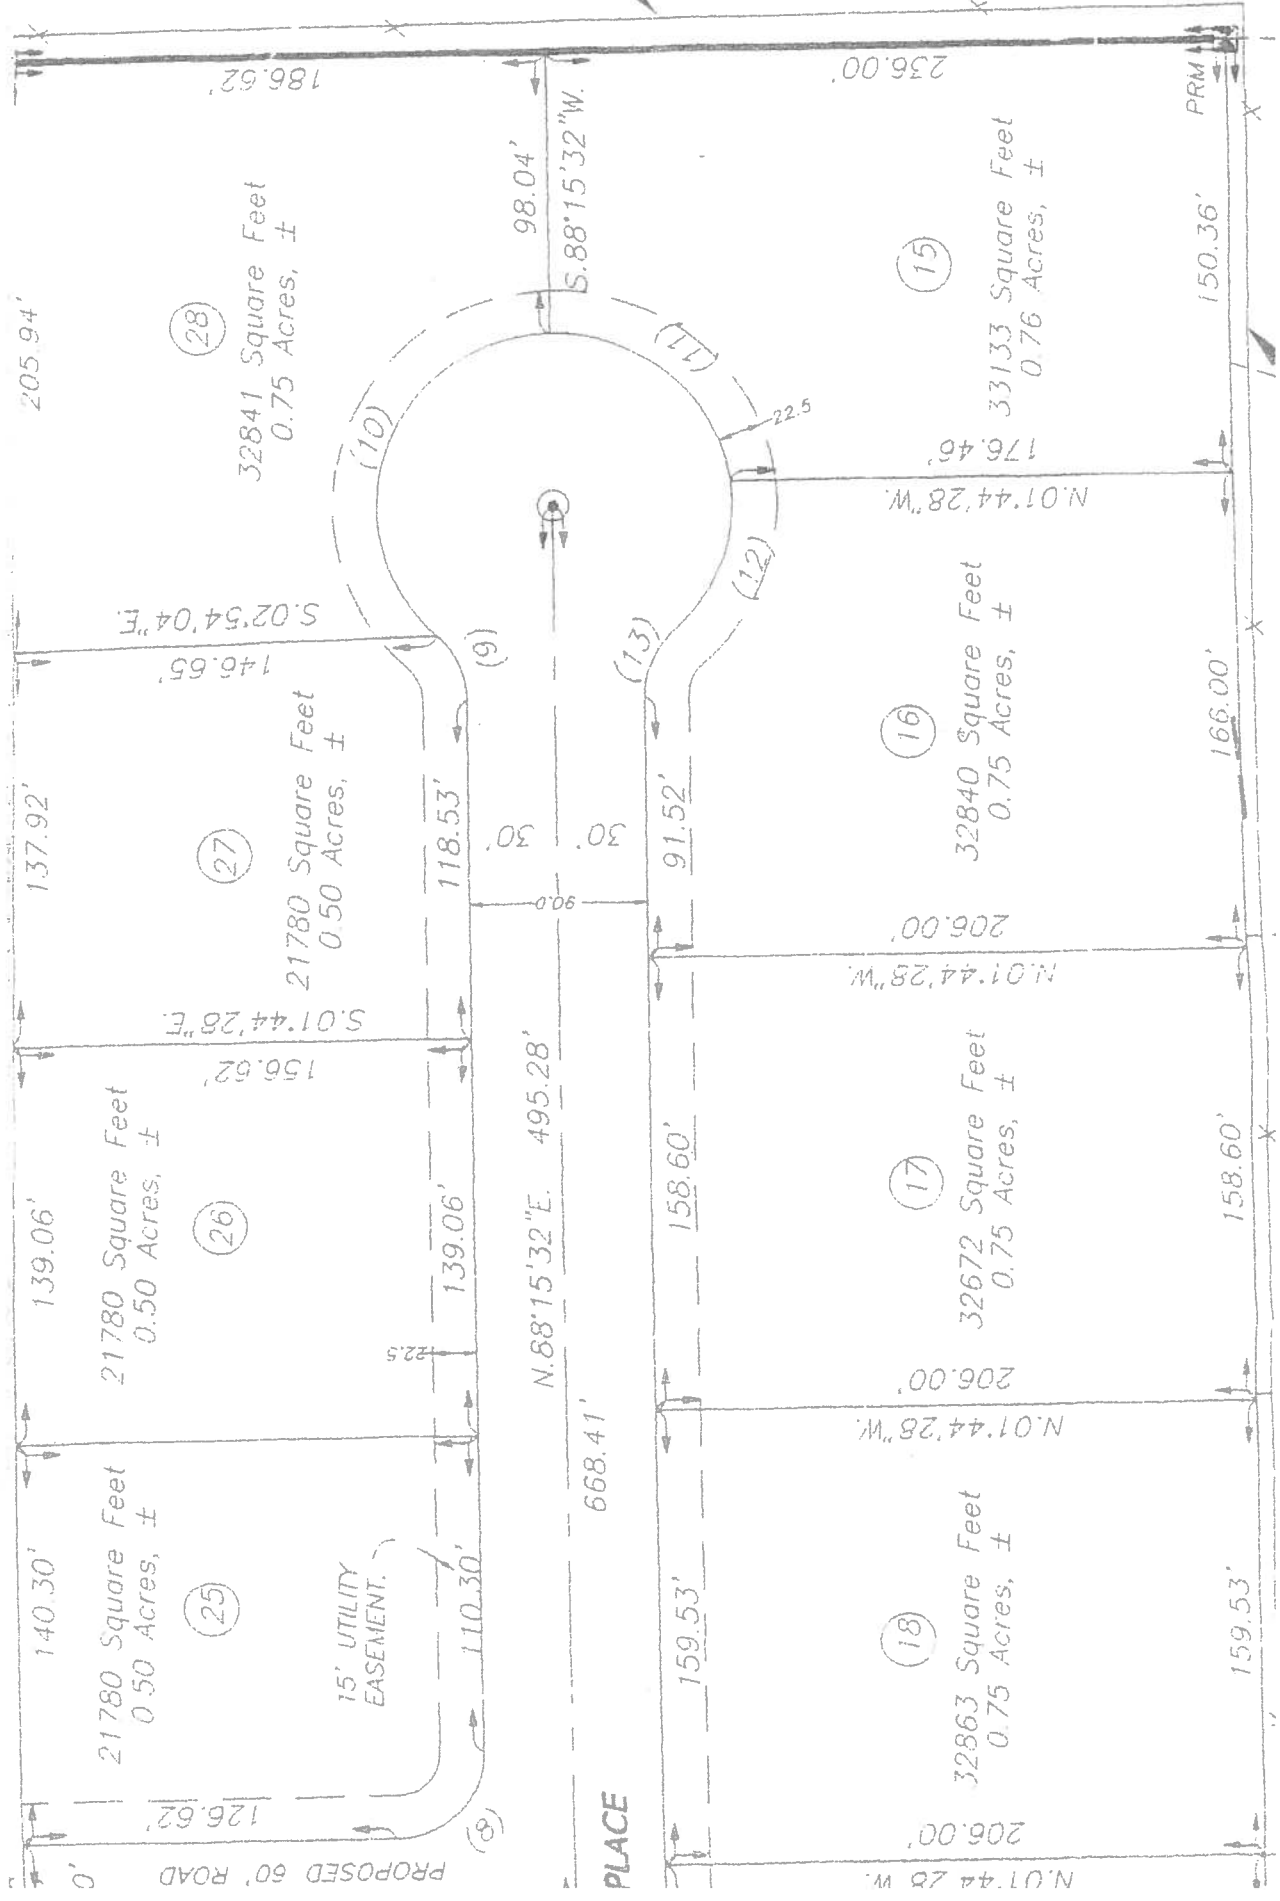 186.62'
236.00'
PRM
98.04'
S.88°15'32"W.
205.94'
28
32841 Square Feet
0.75 Acres, ±
15
33133 Square Feet
0.76 Acres, ±
150.36'
(10)
(11)
22.5
176.46'
N.01°44'28"W.
S.02°54'04"E.
146.65'
(9)
(13)
(12)
137.92'
27
21780 Square Feet
0.50 Acres, ±
118.53'
30'
30'
91.52'
16
32840 Square Feet
0.75 Acres, ±
166.00'
206.00'
N.01°44'28"W.
S.01°44'28"E.
156.62'
139.06'
26
21780 Square Feet
0.50 Acres, ±
139.06'
22.5
N.88°15'32"E. 495.28'
668.41'
158.60'
17
32672 Square Feet
0.75 Acres, ±
158.60'
206.00'
N.01°44'28"W.
140.30'
25
21780 Square Feet
0.50 Acres, ±
15' UTILITY
EASEMENT.
110.30'
159.53'
18
32863 Square Feet
0.75 Acres, ±
159.53'
126.62'
(8)
PROPOSED 60' ROAD
PLACE
206.00'
N.01°44'28"W.